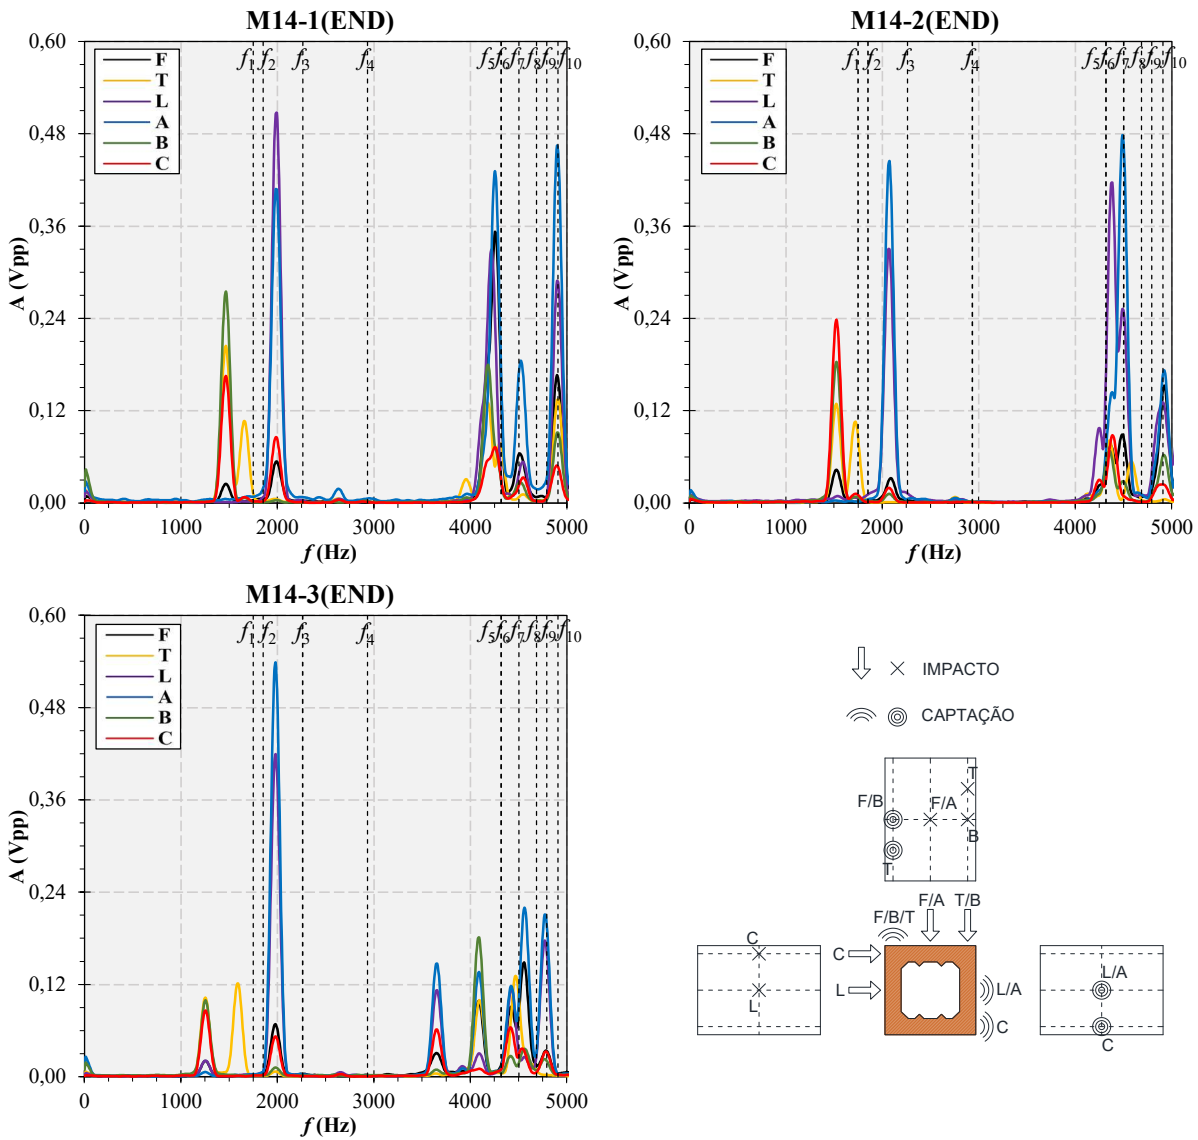 M14-1(END)
0,60
0,48
0,36
0,24
0,12
0,00
A (Vpp)
F
T
L
A
B
C
f1 f2 f3 f4 f5 f6 f7 f8 f9 f10
0 1000 2000 3000 4000 5000
f (Hz)
M14-2(END)
0,60
0,48
0,36
0,24
0,12
0,00
A (Vpp)
F
T
L
A
B
C
f1 f2 f3 f4 f5 f6 f7 f8 f9 f10
0 1000 2000 3000 4000 5000
f (Hz)
M14-3(END)
0,60
0,48
0,36
0,24
0,12
0,00
A (Vpp)
F
T
L
A
B
C
f1 f2 f3 f4 f5 f6 f7 f8 f9 f10
0 1000 2000 3000 4000 5000
f (Hz)
IMPACTO
CAPTAÇÃO
T
F/B F/A
B
T
F/A T/B
F/B/T
C C
L L
L/A L/A
C C